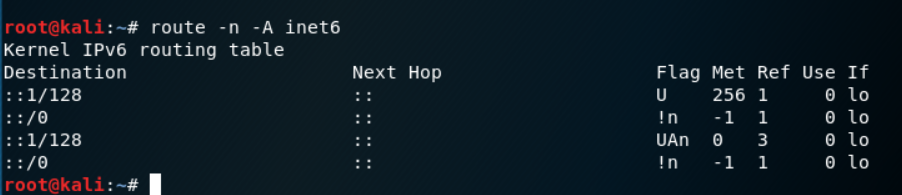 root@kali:~# route -n -A inet6
Kernel IPv6 routing table
Destination                    Next Hop                   Flag Met Ref Use If
::1/128                        ::                         U    256 1     0 lo
::/0                           ::                         !n   -1  1     0 lo
::1/128                        ::                         UAn  0   3     0 lo
::/0                           ::                         !n   -1  1     0 lo
root@kali:~#